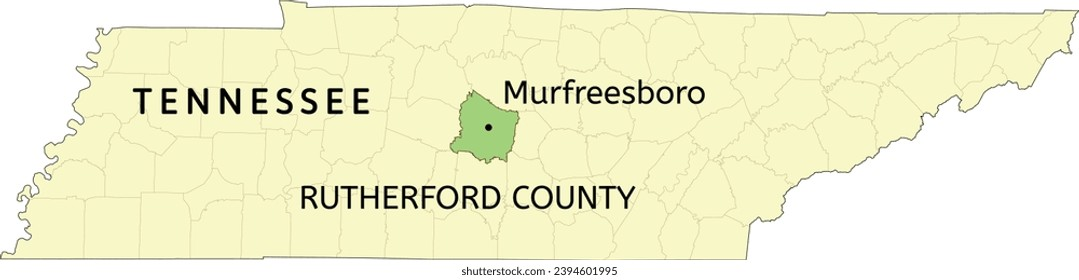 Murfreesboro
TENNESSEE
RUTHERFORD COUNTY
shutterstock.com · 2394601995